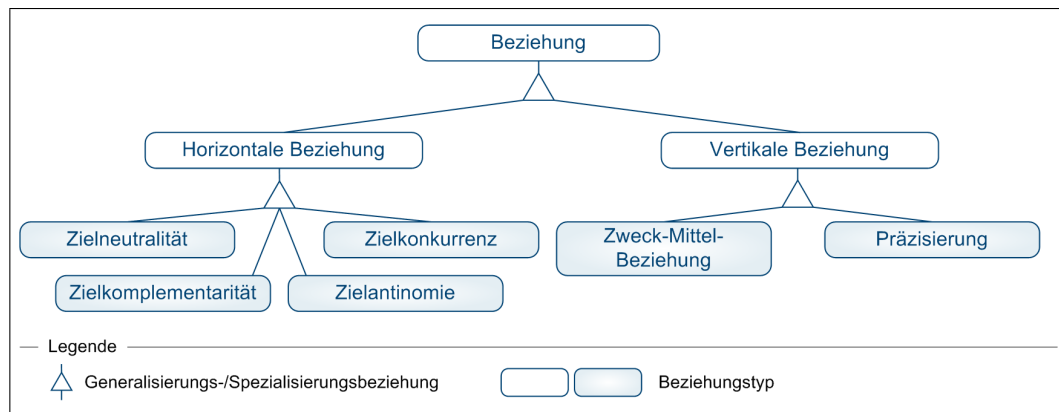 Beziehung
Horizontale Beziehung
Vertikale Beziehung
Zielneutralität
Zielkonkurrenz
Zweck-Mittel-
Beziehung
Präzisierung
Zielkomplementarität
Zielantinomie
Legende
Generalisierungs-/Spezialisierungsbeziehung
Beziehungstyp